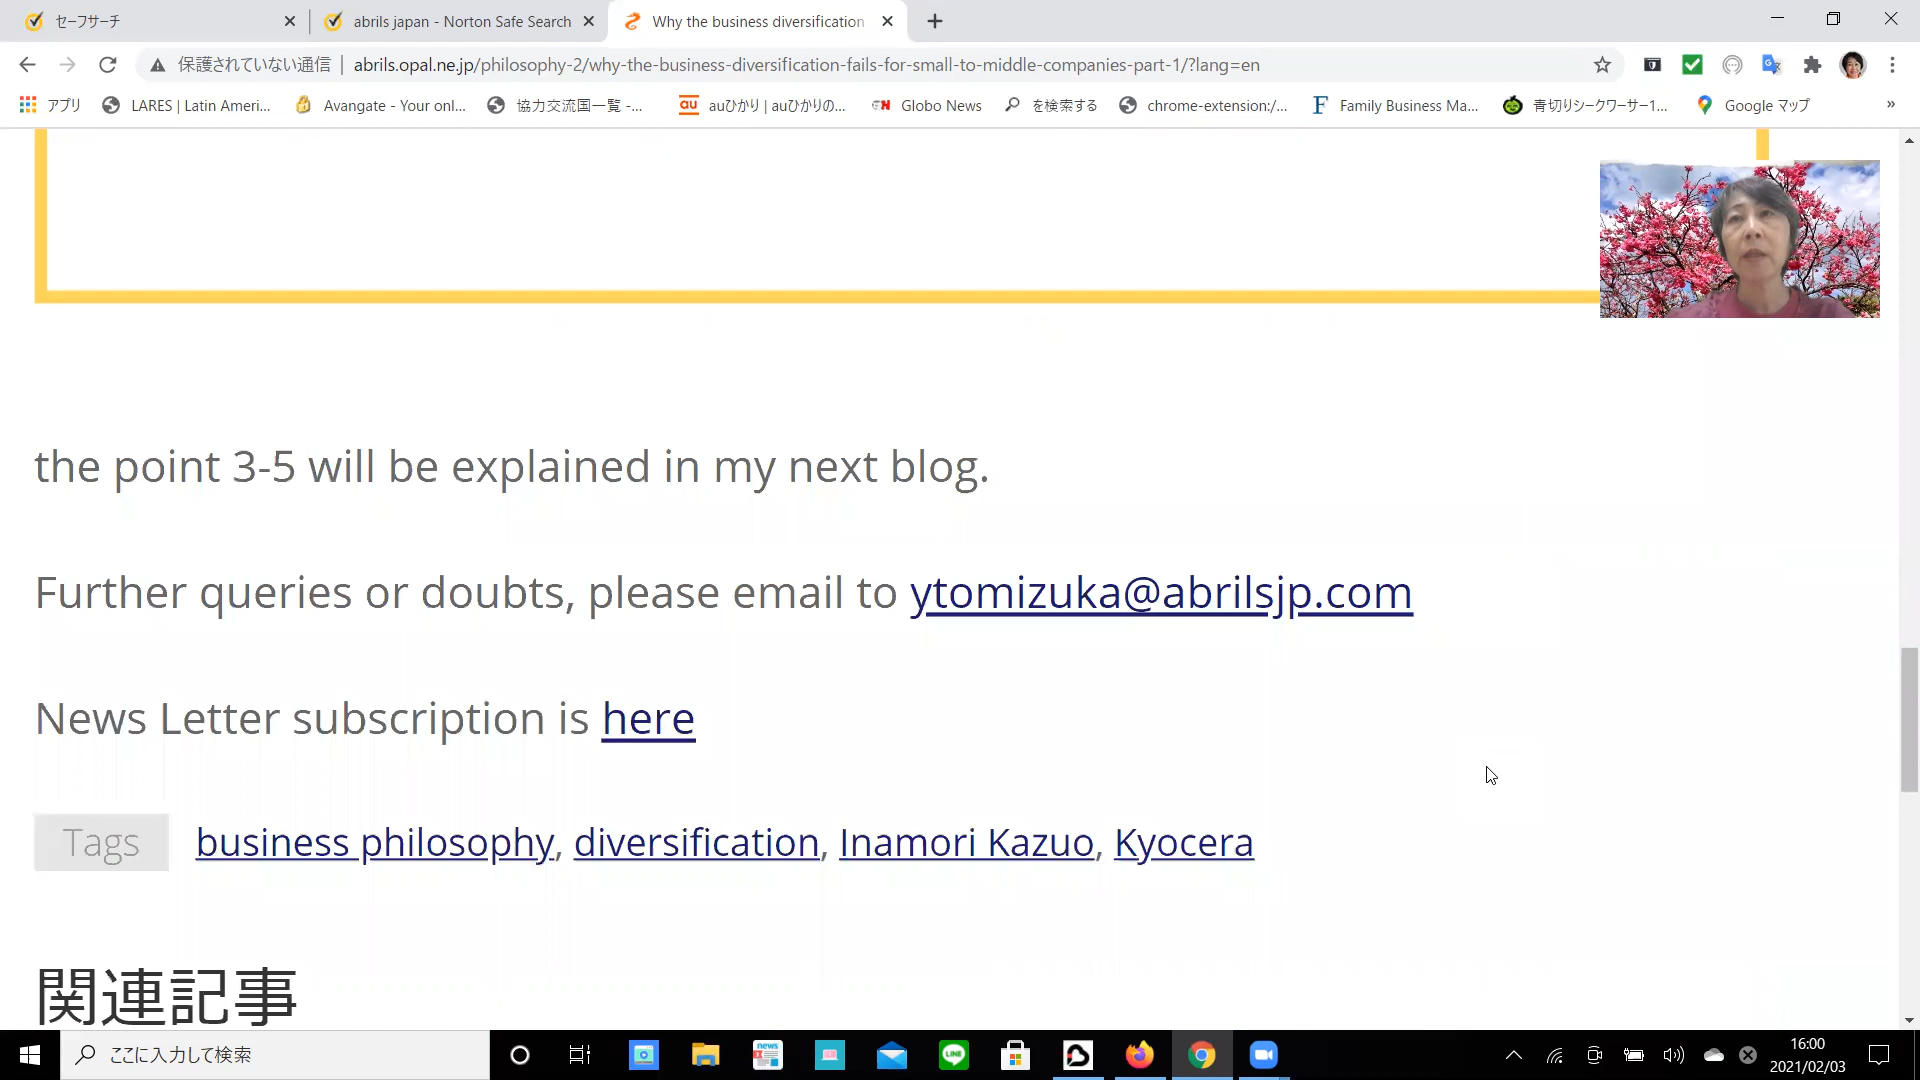 セーフサーチ
abrils japan - Norton Safe Search
Why the business diversification
保護されていない通信
abrils.opal.ne.jp/philosophy-2/why-the-business-diversification-fails-for-small-to-middle-companies-part-1/?lang=en
アプリ
LARES | Latin Ameri...
Avangate - Your onl...
協力交流国一覧 -...
au
auひかり | auひかりの...
Globo News
を検索する
chrome-extension:/...
Family Business Ma...
青切りシークワーサー1...
Google マップ
»
the point 3-5 will be explained in my next blog.
Further queries or doubts, please email to ytomizuka@abrilsjp.com
News Letter subscription is here
Tags
business philosophy, diversification, Inamori Kazuo, Kyocera
関連記事
ここに入力して検索
news
LINE
16:00
2021/02/03